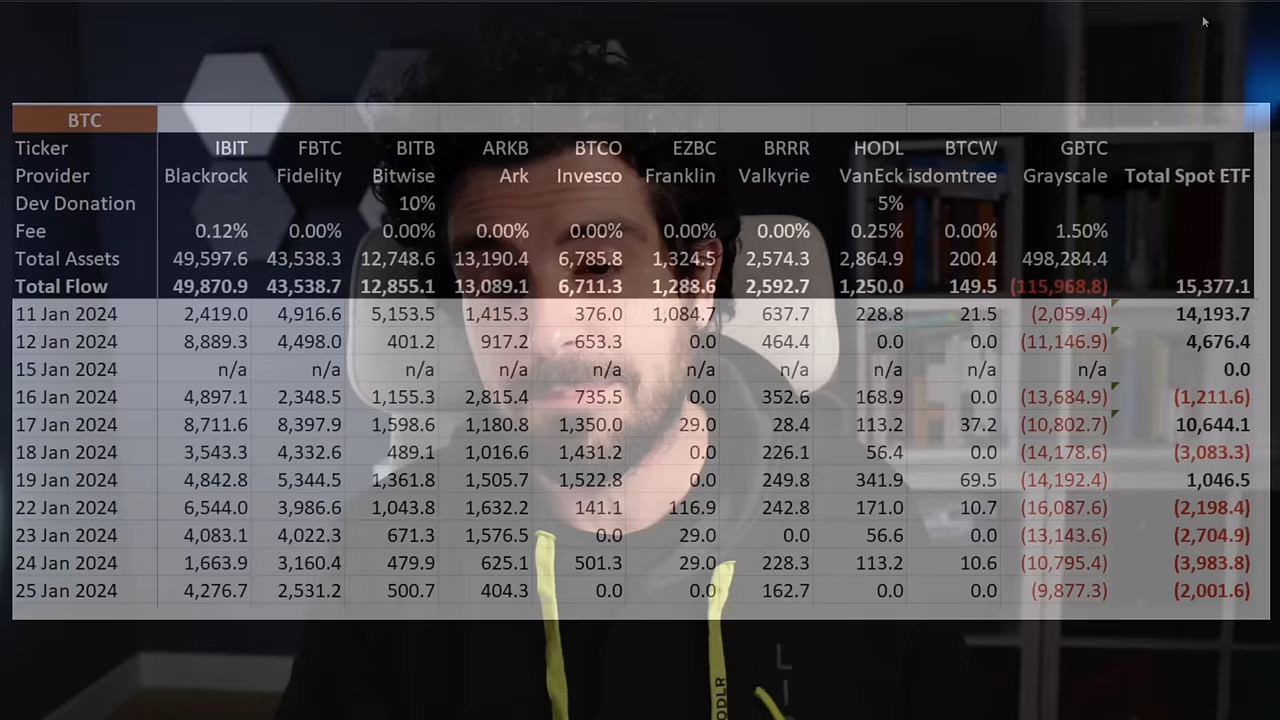 BTC
Ticker IBIT FBTC BITB ARKB BTCO EZBC BRRR HODL BTCW GBTC
Provider Blackrock Fidelity Bitwise Ark Invesco Franklin Valkyrie VanEck isdomtree Grayscale Total Spot ETF
Dev Donation 10% 5%
Fee 0.12% 0.00% 0.00% 0.00% 0.00% 0.00% 0.00% 0.25% 0.00% 1.50%
Total Assets 49,597.6 43,538.3 12,748.6 13,190.4 6,785.8 1,324.5 2,574.3 2,864.9 200.4 498,284.4
Total Flow 49,870.9 43,538.7 12,855.1 13,089.1 6,711.3 1,288.6 2,592.7 1,250.0 149.5 (115,968.8) 15,377.1
11 Jan 2024 2,419.0 4,916.6 5,153.5 1,415.3 376.0 1,084.7 637.7 228.8 21.5 (2,059.4) 14,193.7
12 Jan 2024 8,889.3 4,498.0 401.2 917.2 653.3 0.0 464.4 0.0 0.0 (11,146.9) 4,676.4
15 Jan 2024 n/a n/a n/a n/a n/a n/a n/a n/a n/a n/a 0.0
16 Jan 2024 4,897.1 2,348.5 1,155.3 2,815.4 735.5 0.0 352.6 168.9 0.0 (13,684.9) (1,211.6)
17 Jan 2024 8,711.6 8,397.9 1,598.6 1,180.8 1,350.0 29.0 28.4 113.2 37.2 (10,802.7) 10,644.1
18 Jan 2024 3,543.3 4,332.6 489.1 1,016.6 1,431.2 0.0 226.1 56.4 0.0 (14,178.6) (3,083.3)
19 Jan 2024 4,842.8 5,344.5 1,361.8 1,505.7 1,522.8 0.0 249.8 341.9 69.5 (14,192.4) 1,046.5
22 Jan 2024 6,544.0 3,986.6 1,043.8 1,632.2 141.1 116.9 242.8 171.0 10.7 (16,087.6) (2,198.4)
23 Jan 2024 4,083.1 4,022.3 671.3 1,576.5 0.0 29.0 0.0 56.6 0.0 (13,143.6) (2,704.9)
24 Jan 2024 1,663.9 3,160.4 479.9 625.1 501.3 29.0 228.3 113.2 10.6 (10,795.4) (3,983.8)
25 Jan 2024 4,276.7 2,531.2 500.7 404.3 0.0 0.0 162.7 0.0 0.0 (9,877.3) (2,001.6)